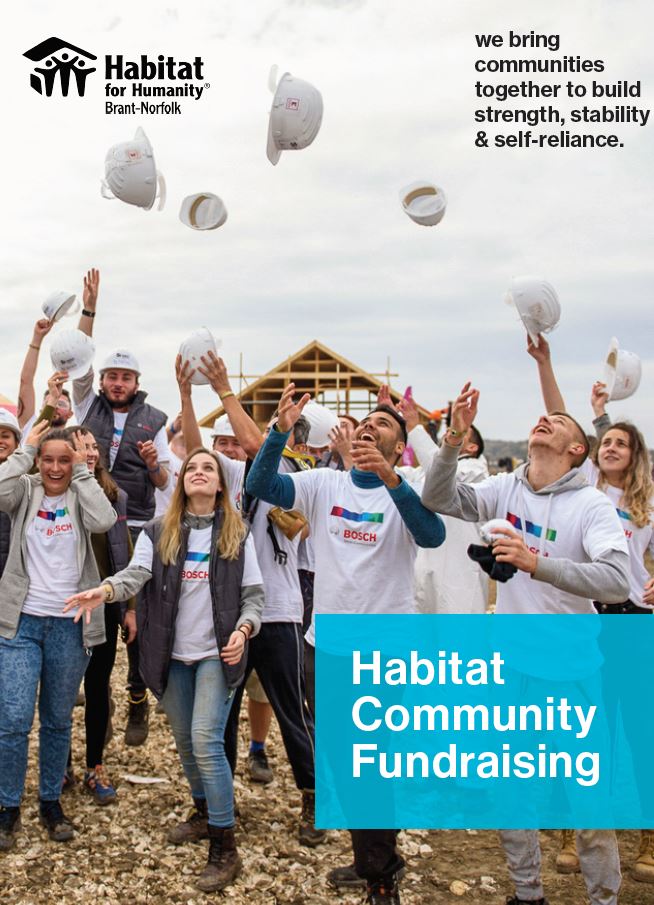 Habitat
for Humanity®
Brant-Norfolk
we bring
communities
together to build
strength, stability
& self-reliance.
BOSCH
BOSCH
BOSCH
BOSCH
Habitat
Community
Fundraising